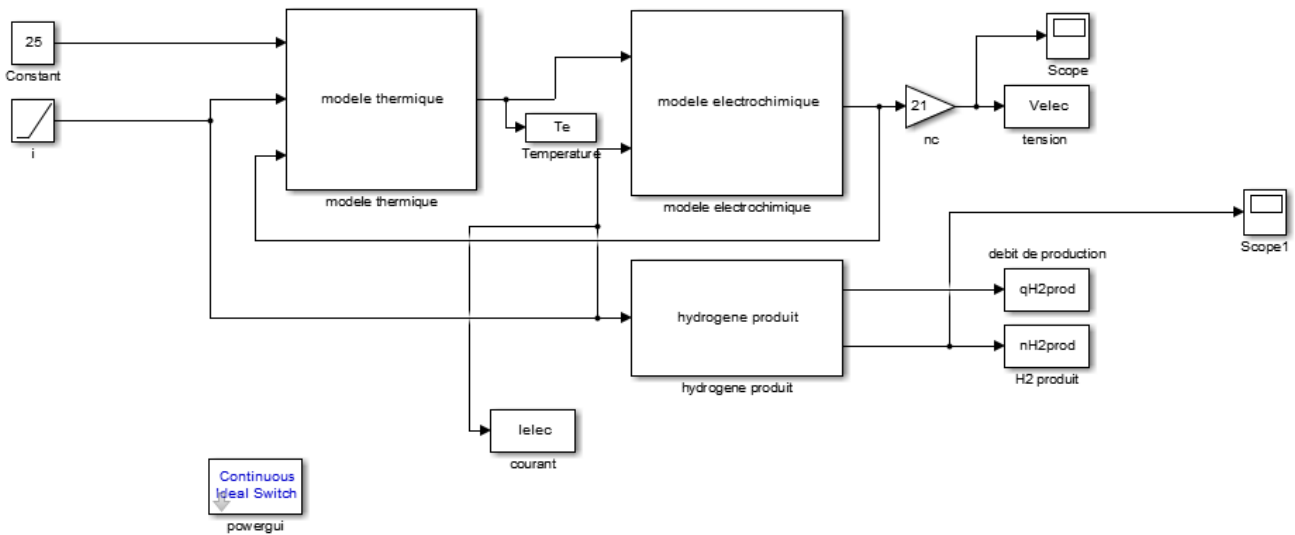 25
Constant
i
modele thermique
modele thermique
Te
Temperature
modele electrochimique
modele electrochimique
21
nc
Scope
Velec
tension
Scope1
debit de production
qH2prod
hydrogene produit
hydrogene produit
nH2prod
H2 produit
Ielec
courant
Continuous
Ideal Switch
powergui